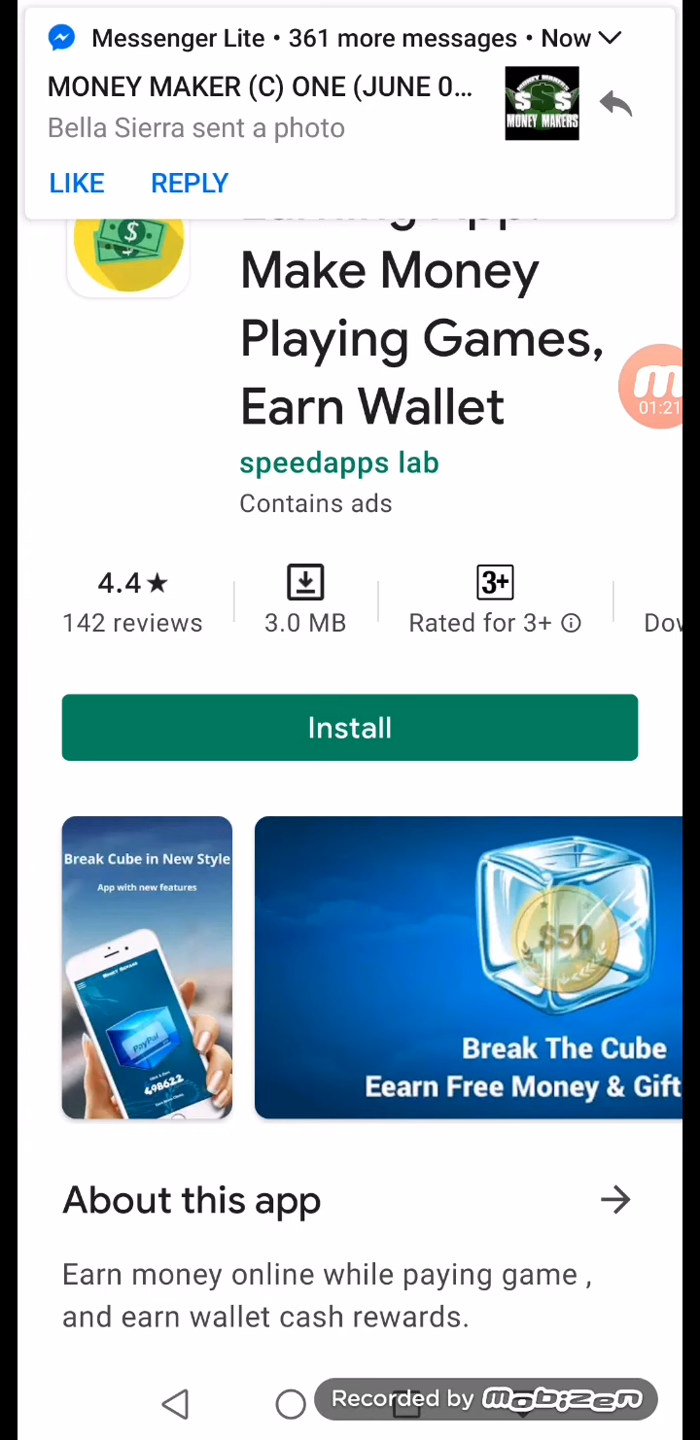 Messenger Lite • 361 more messages • Now
MONEY MAKER (C) ONE (JUNE 0...
Bella Sierra sent a photo
$ $ $
MONEY MAKERS
LIKE REPLY
$
Make Money
Playing Games,
Earn Wallet
m
01:21
speedapps lab
Contains ads
4.4★
142 reviews
3.0 MB
3+
Rated for 3+
Dow
Install
Break Cube in New Style
App with new features
PayPal
498622
$50
Break The Cube
Eearn Free Money & Gift
About this app
Earn money online while paying game ,
and earn wallet cash rewards.
Recorded by mobizen